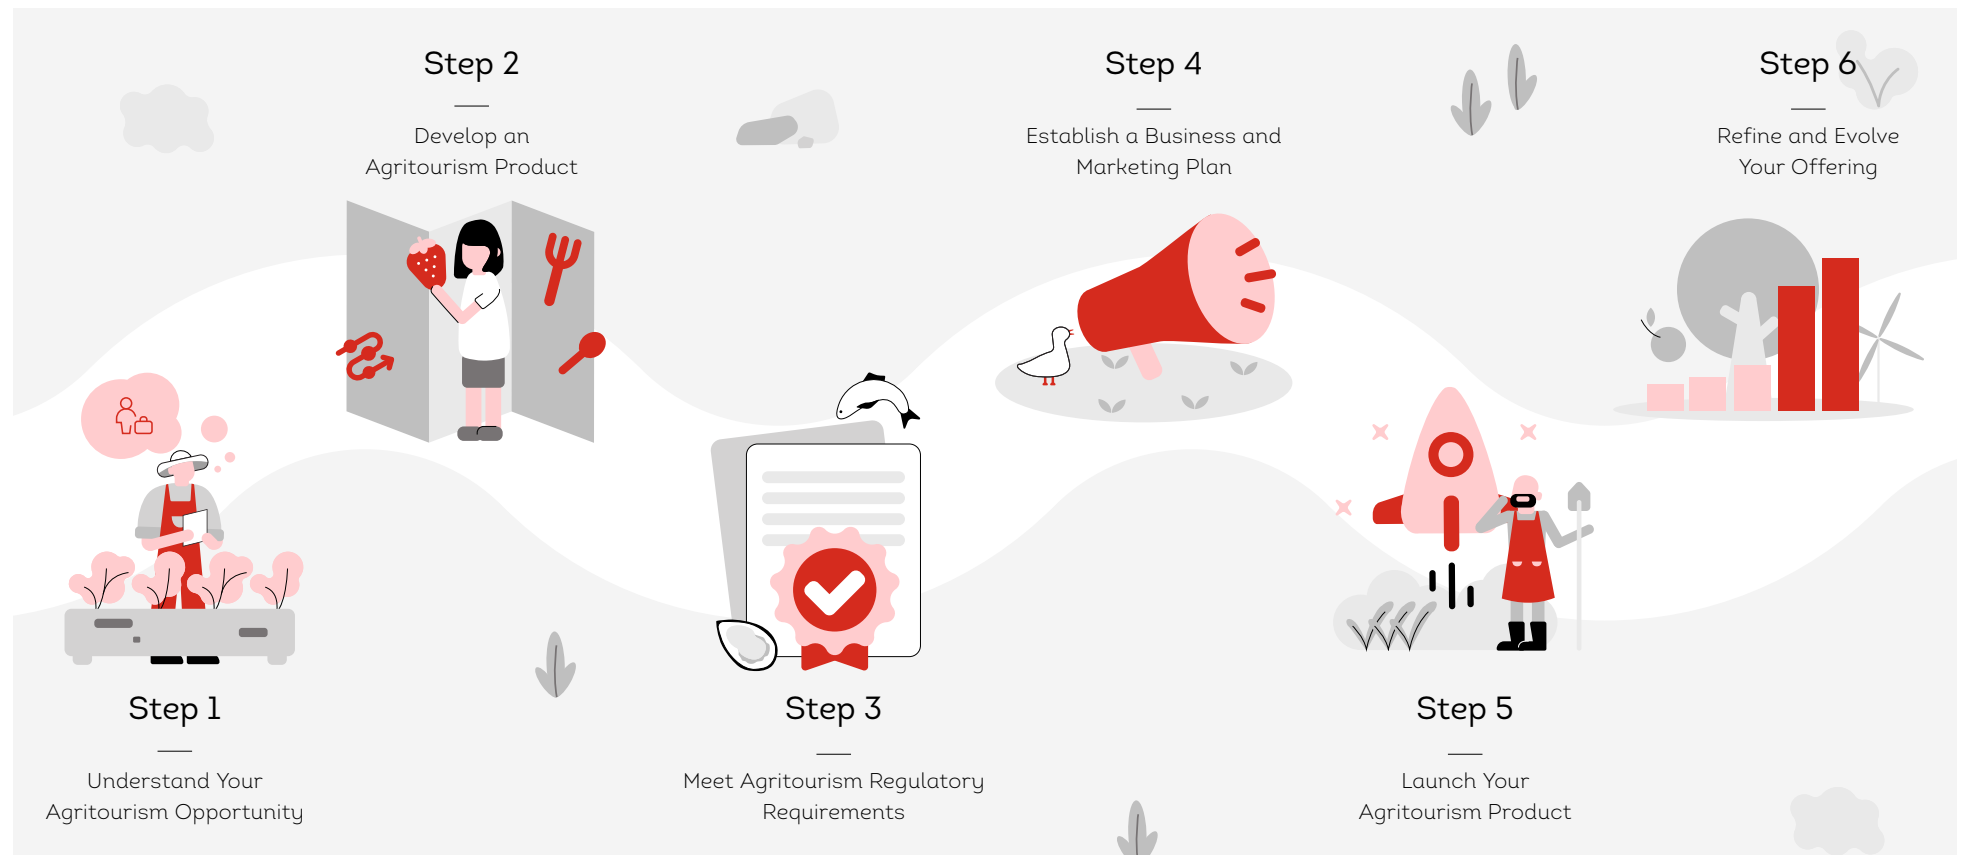 Step 1
Understand Your
Agritourism Opportunity
Step 2
Develop an
Agritourism Product
Step 3
Meet Agritourism Regulatory
Requirements
Step 4
Establish a Business and
Marketing Plan
Step 5
Launch Your
Agritourism Product
Step 6
Refine and Evolve
Your Offering